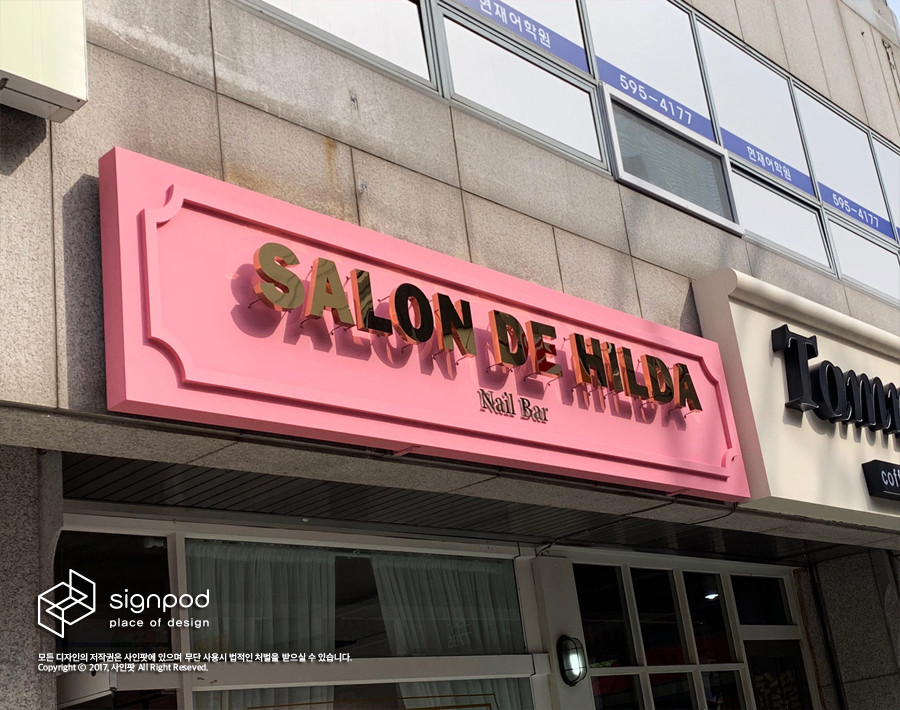 현재어학원
595-4177
현재어학원
595-4177
SALON DE HILDA
Nail Bar
signpod
place of design
모든 디자인의 저작권은 사인팟에 있으며 무단 사용시 법적인 처벌을 받으실 수 있습니다.
Copyright ⓒ 2017, 사인팟 All Right Reseved.